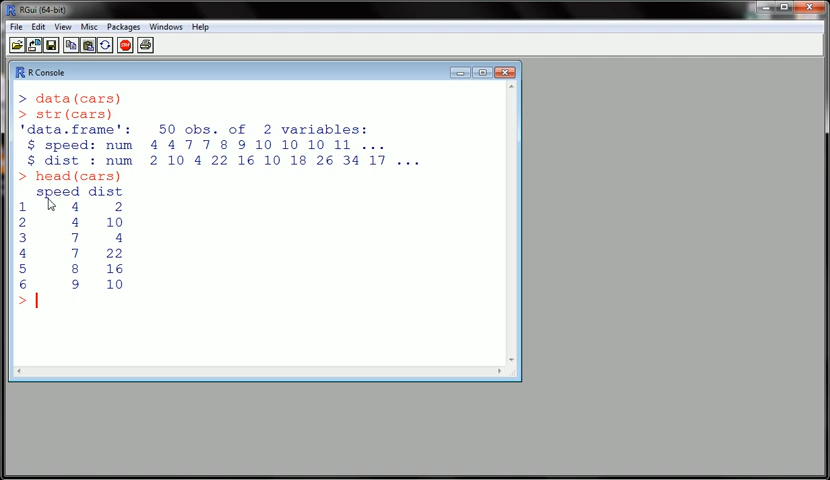 RGui (64-bit)
File Edit View Misc Packages Windows Help
STOP
R Console
> data(cars)
> str(cars)
'data.frame':   50 obs. of  2 variables:
 $ speed: num  4 4 7 7 8 9 10 10 10 11 ...
 $ dist : num  2 10 4 22 16 10 18 26 34 17 ...
> head(cars)
  speed dist
1     4    2
2     4   10
3     7    4
4     7   22
5     8   16
6     9   10
>